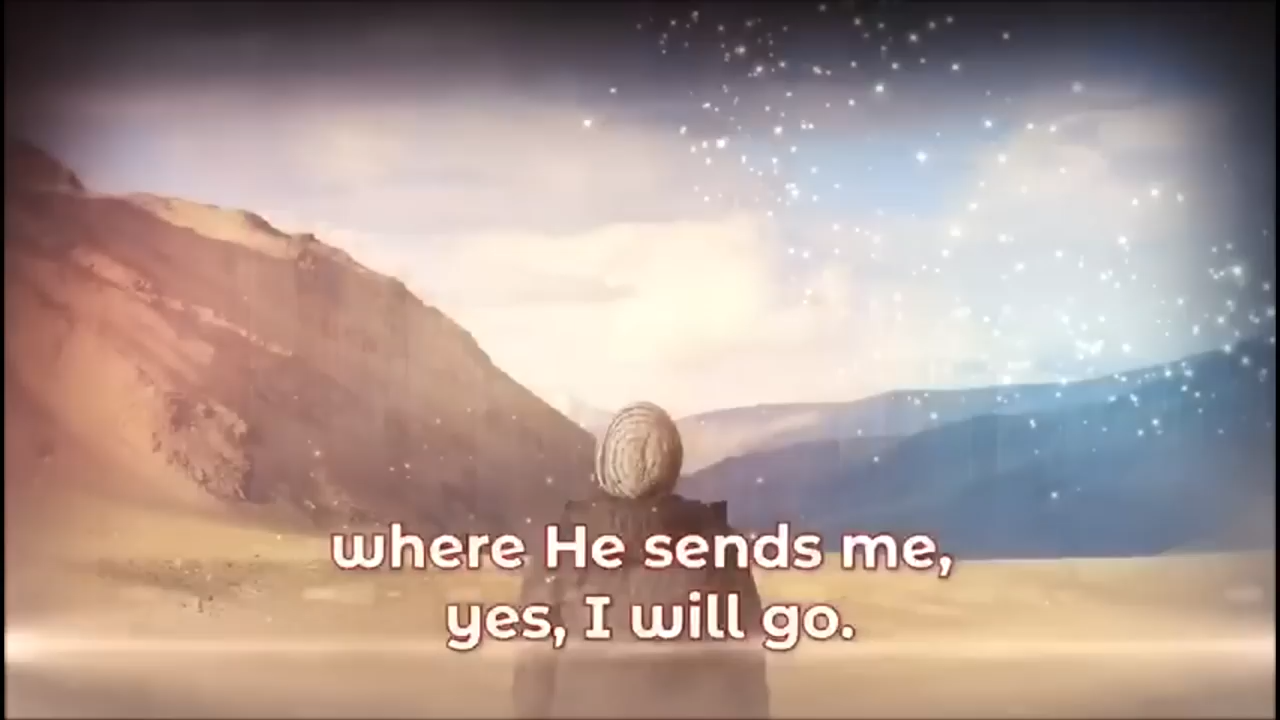 where He sends me,
yes, I will go.